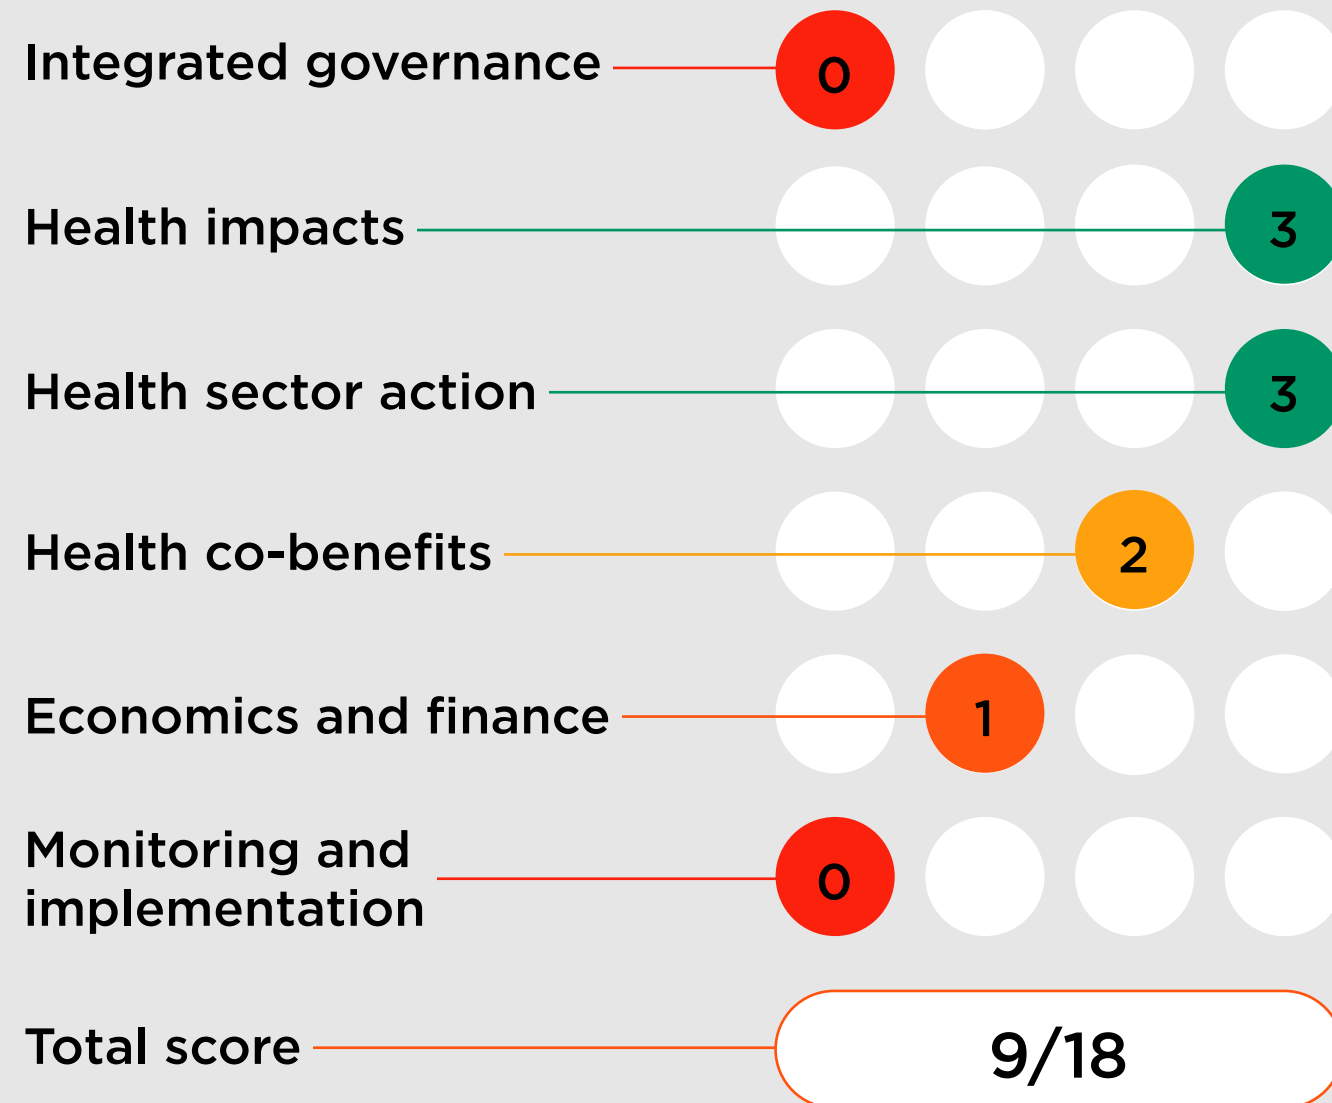 Integrated governance 0
Health impacts 3
Health sector action 3
Health co-benefits 2
Economics and finance 1
Monitoring and
implementation 0
Total score 9/18